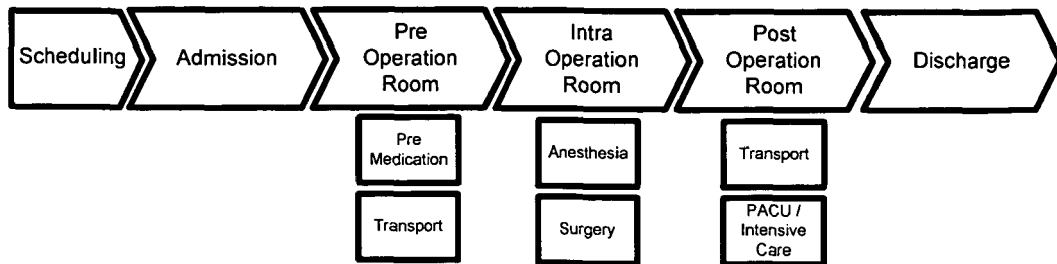 Scheduling
Admission
Pre
Operation
Room
Intra
Operation
Room
Post
Operation
Room
Discharge
Pre
Medication
Transport
Anesthesia
Surgery
Transport
PACU /
Intensive
Care